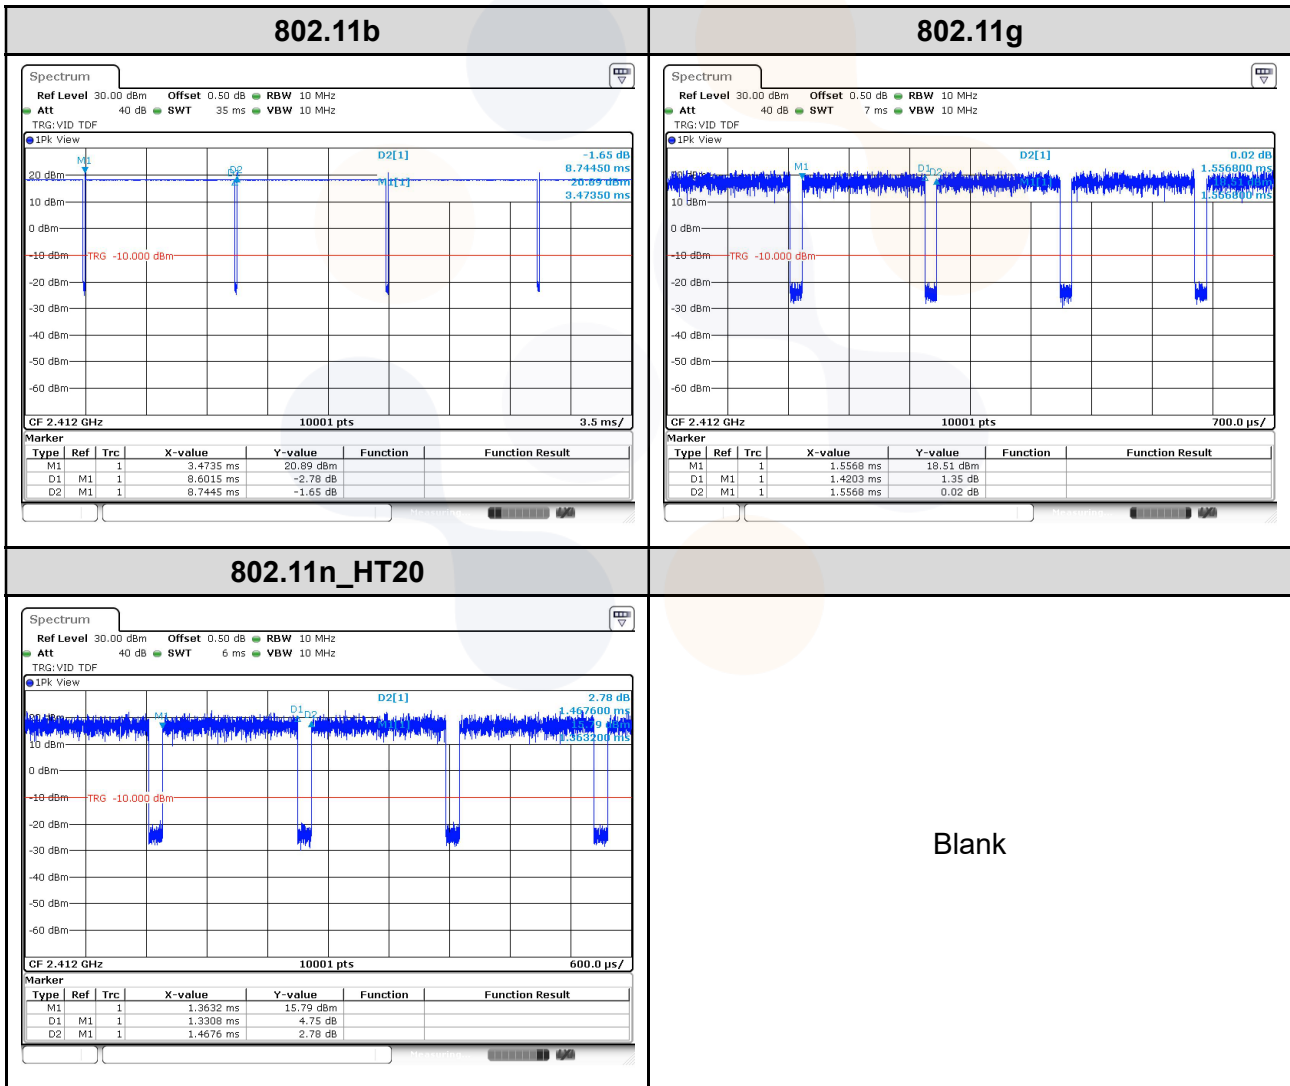 802.11b
802.11g
Spectrum
Ref Level 30.00 dBm Offset 0.50 dB RBW 10 MHz
Att 40 dB SWT 35 ms VBW 10 MHz
TRG:VID TDF
1Pk View
D2[1] -1.65 dB
8.74450 ms
M1[1] 20.89 dBm
3.47350 ms
M1
D2
20 dBm
10 dBm
0 dBm
-10 dBm
TRG -10.000 dBm
-20 dBm
-30 dBm
-40 dBm
-50 dBm
-60 dBm
CF 2.412 GHz 10001 pts 3.5 ms/
Marker
Type Ref Trc X-value Y-value Function Function Result
M1 1 3.4735 ms 20.89 dBm
D1 M1 1 8.6015 ms -2.78 dB
D2 M1 1 8.7445 ms -1.65 dB
Measuring...
Spectrum
Ref Level 30.00 dBm Offset 0.50 dB RBW 10 MHz
Att 40 dB SWT 7 ms VBW 10 MHz
TRG:VID TDF
1Pk View
D2[1] 0.02 dB
1.556800 ms
1.566800 ms
M1
D1
D2
10 dBm
0 dBm
-10 dBm
TRG -10.000 dBm
-20 dBm
-30 dBm
-40 dBm
-50 dBm
-60 dBm
CF 2.412 GHz 10001 pts 700.0 µs/
Marker
Type Ref Trc X-value Y-value Function Function Result
M1 1 1.5568 ms 18.51 dBm
D1 M1 1 1.4203 ms 1.35 dB
D2 M1 1 1.5568 ms 0.02 dB
Measuring...
802.11n_HT20
Spectrum
Ref Level 30.00 dBm Offset 0.50 dB RBW 10 MHz
Att 40 dB SWT 6 ms VBW 10 MHz
TRG:VID TDF
1Pk View
D2[1] 2.78 dB
1.467600 ms
1.363200 ms
M1
D1
D2
10 dBm
0 dBm
-10 dBm
TRG -10.000 dBm
-20 dBm
-30 dBm
-40 dBm
-50 dBm
-60 dBm
CF 2.412 GHz 10001 pts 600.0 µs/
Marker
Type Ref Trc X-value Y-value Function Function Result
M1 1 1.3632 ms 15.79 dBm
D1 M1 1 1.3308 ms 4.75 dB
D2 M1 1 1.4676 ms 2.78 dB
Measuring...
Blank